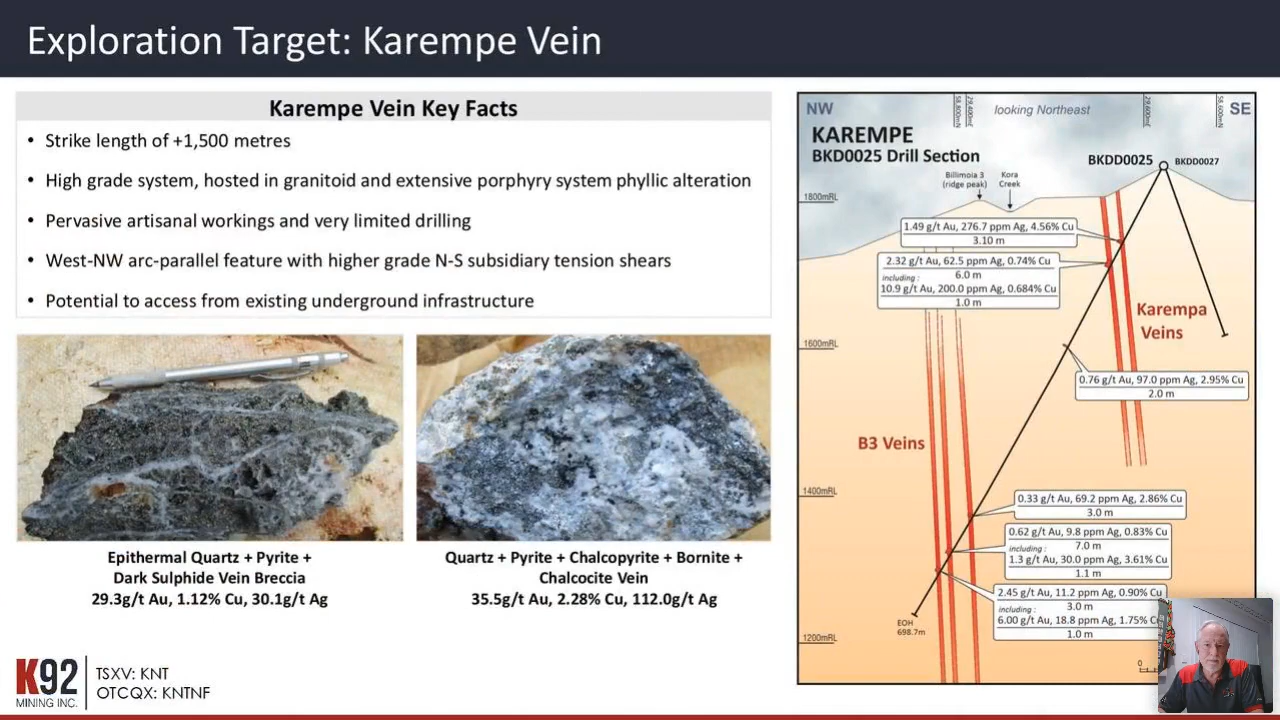 Exploration Target: Karempe Vein
Karempe Vein Key Facts
• Strike length of +1,500 metres
• High grade system, hosted in granitoid and extensive porphyry system phyllic alteration
• Pervasive artisanal workings and very limited drilling
• West-NW arc-parallel feature with higher grade N-S subsidiary tension shears
• Potential to access from existing underground infrastructure
Epithermal Quartz + Pyrite +
Dark Sulphide Vein Breccia
29.3g/t Au, 1.12% Cu, 30.1g/t Ag
Quartz + Pyrite + Chalcopyrite + Bornite +
Chalcocite Vein
35.5g/t Au, 2.28% Cu, 112.0g/t Ag
NW
looking Northeast
SE
KAREMPE
BKD0025 Drill Section
BKDD0025
BKDD0027
Billimoia 3
(ridge peak)
Kora
Creek
1800mRL
1.49 g/t Au, 276.7 ppm Ag, 4.56% Cu
3.10 m
2.32 g/t Au, 62.5 ppm Ag, 0.74% Cu
6.0 m
including :
10.9 g/t Au, 200.0 ppm Ag, 0.684% Cu
1.0 m
Karempa
Veins
1600mRL
0.76 g/t Au, 97.0 ppm Ag, 2.95% Cu
2.0 m
B3 Veins
1400mRL
0.33 g/t Au, 69.2 ppm Ag, 2.86% Cu
3.0 m
0.62 g/t Au, 9.8 ppm Ag, 0.83% Cu
7.0 m
including :
1.3 g/t Au, 30.0 ppm Ag, 3.61% Cu
1.1 m
2.45 g/t Au, 11.2 ppm Ag, 0.90% Cu
3.0 m
including :
6.00 g/t Au, 18.8 ppm Ag, 1.75% C
1.0 m
EOH
698.7m
1200mRL
0
K92
MINING INC.
TSXV: KNT
OTCQX: KNTNF